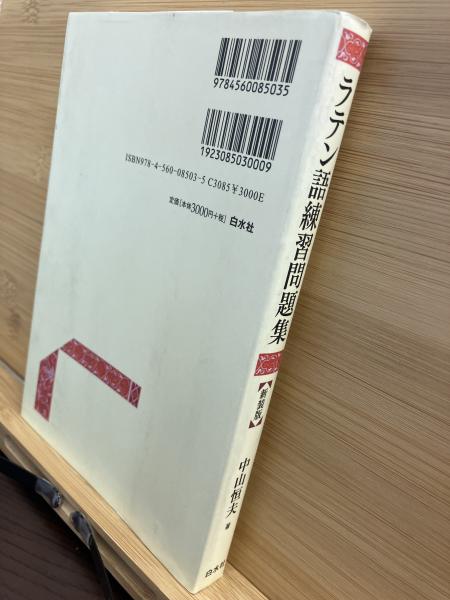 9784560085035
1923085030009
ISBN978-4-560-08503-5 C3085 ¥3000E
定価[本体3000円+税] 白水社
ラテン語練習問題集
【新装版】
中山恒夫 著
白水社